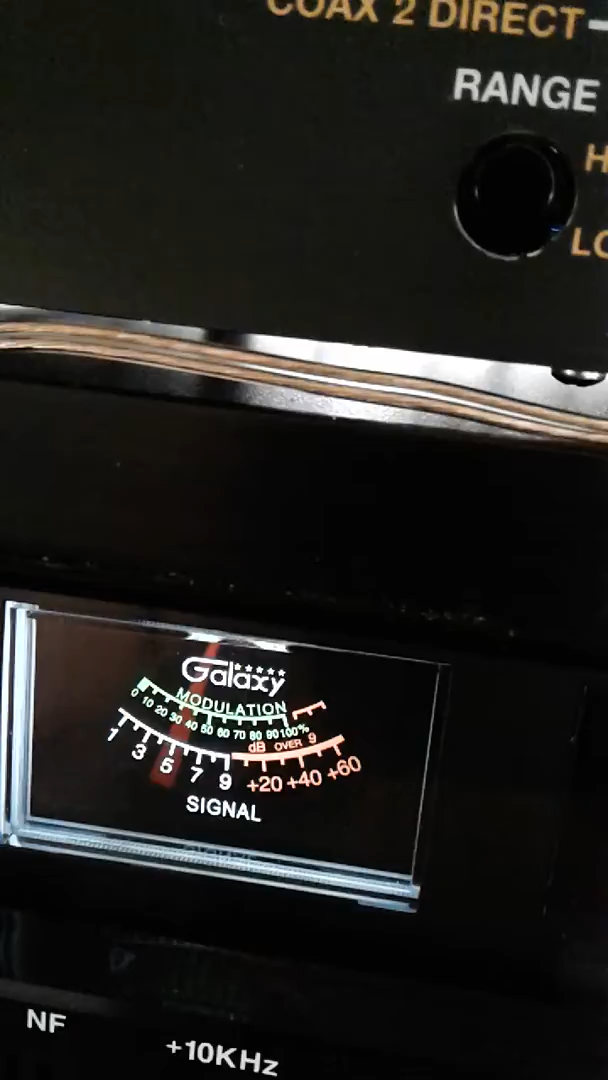 COAX 2 DIRECT
RANGE
Galaxy
MODULATION
0 10 20 30 40 50 60 70 80 90 100%
dB OVER 9
1 3 5 7 9 +20 +40 +60
SIGNAL
NF
+10KHz